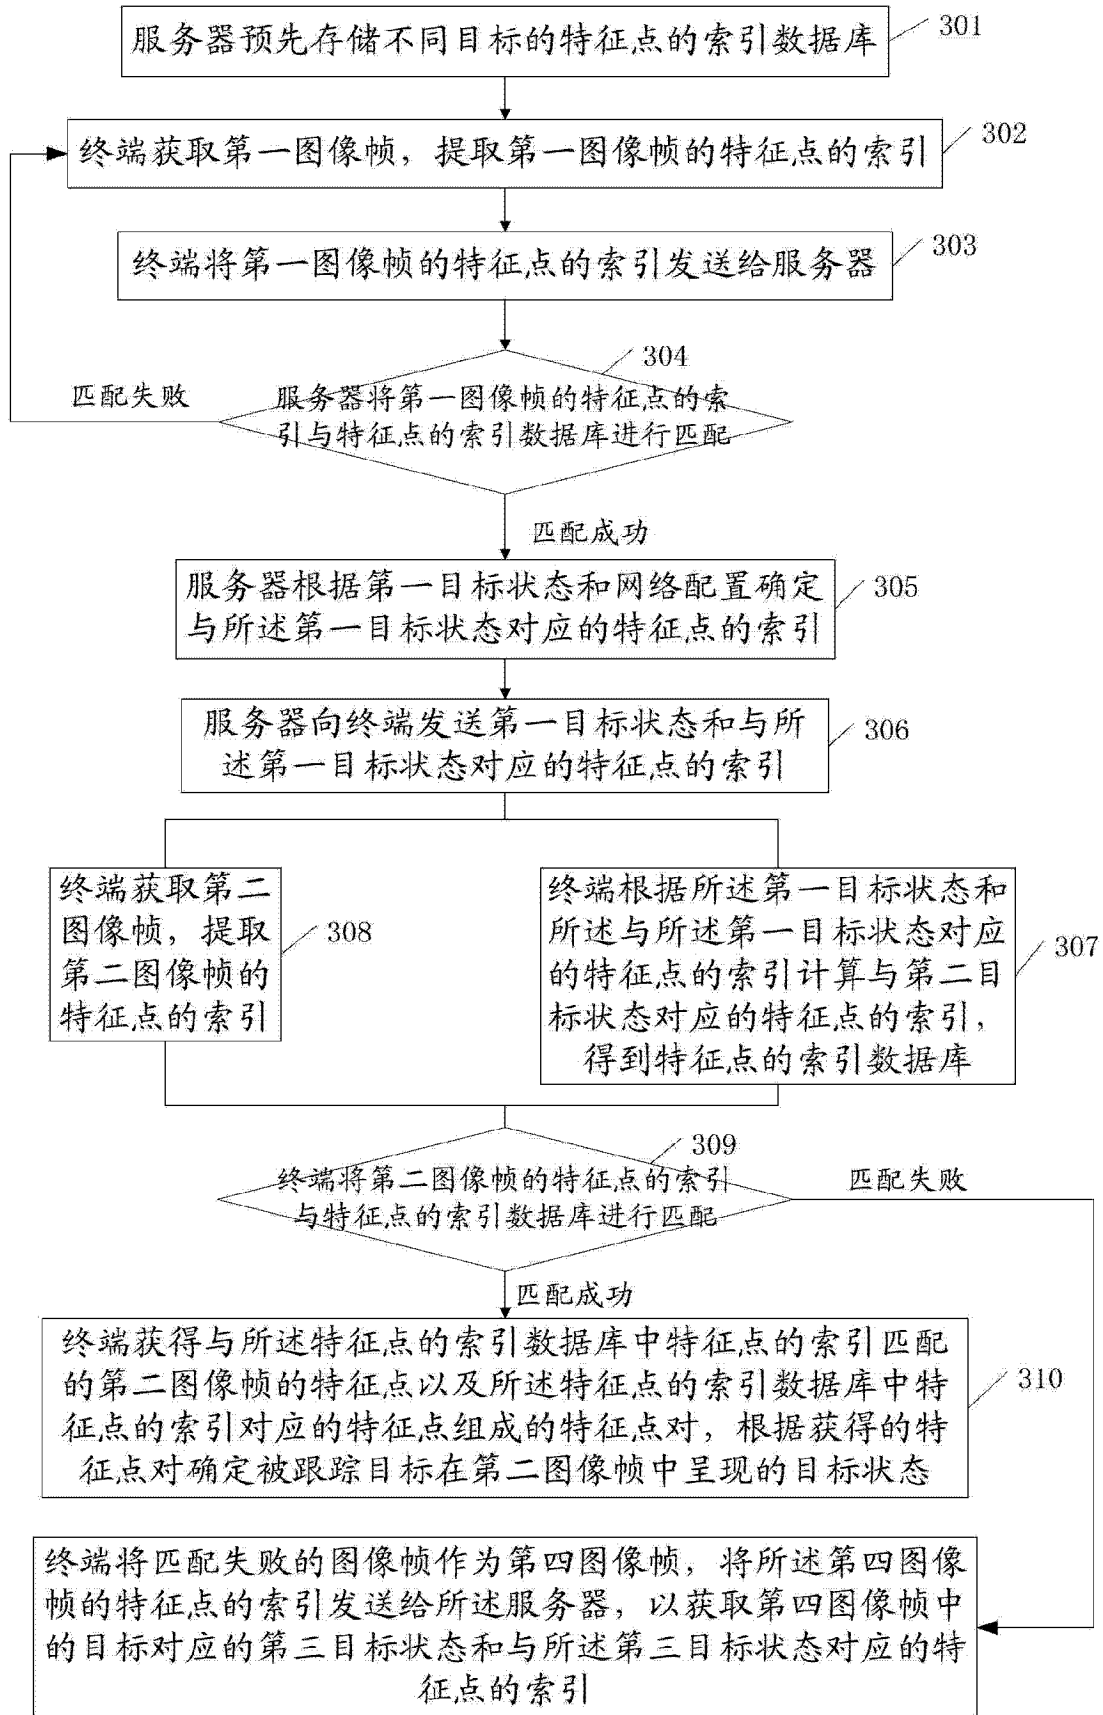 服务器预先存储不同目标的特征点的索引数据库
301
终端获取第一图像帧，提取第一图像帧的特征点的索引
302
终端将第一图像帧的特征点的索引发送给服务器
303
304
匹配失败
服务器将第一图像帧的特征点的索
引与特征点的索引数据库进行匹配
匹配成功
服务器根据第一目标状态和网络配置确定
与所述第一目标状态对应的特征点的索引
305
服务器向终端发送第一目标状态和与所
述第一目标状态对应的特征点的索引
306
终端获取第二
图像帧，提取
第二图像帧的
特征点的索引
308
终端根据所述第一目标状态和
所述与所述第一目标状态对应
的特征点的索引计算与第二目
标状态对应的特征点的索引，
得到特征点的索引数据库
307
309
终端将第二图像帧的特征点的索引
与特征点的索引数据库进行匹配
匹配失败
匹配成功
终端获得与所述特征点的索引数据库中特征点的索引匹配
的第二图像帧的特征点以及所述特征点的索引数据库中特
征点的索引对应的特征点组成的特征点对，根据获得的特
征点对确定被跟踪目标在第二图像帧中呈现的目标状态
310
终端将匹配失败的图像帧作为第四图像帧，将所述第四图像
帧的特征点的索引发送给所述服务器，以获取第四图像帧中
的目标对应的第三目标状态和与所述第三目标状态对应的特
征点的索引